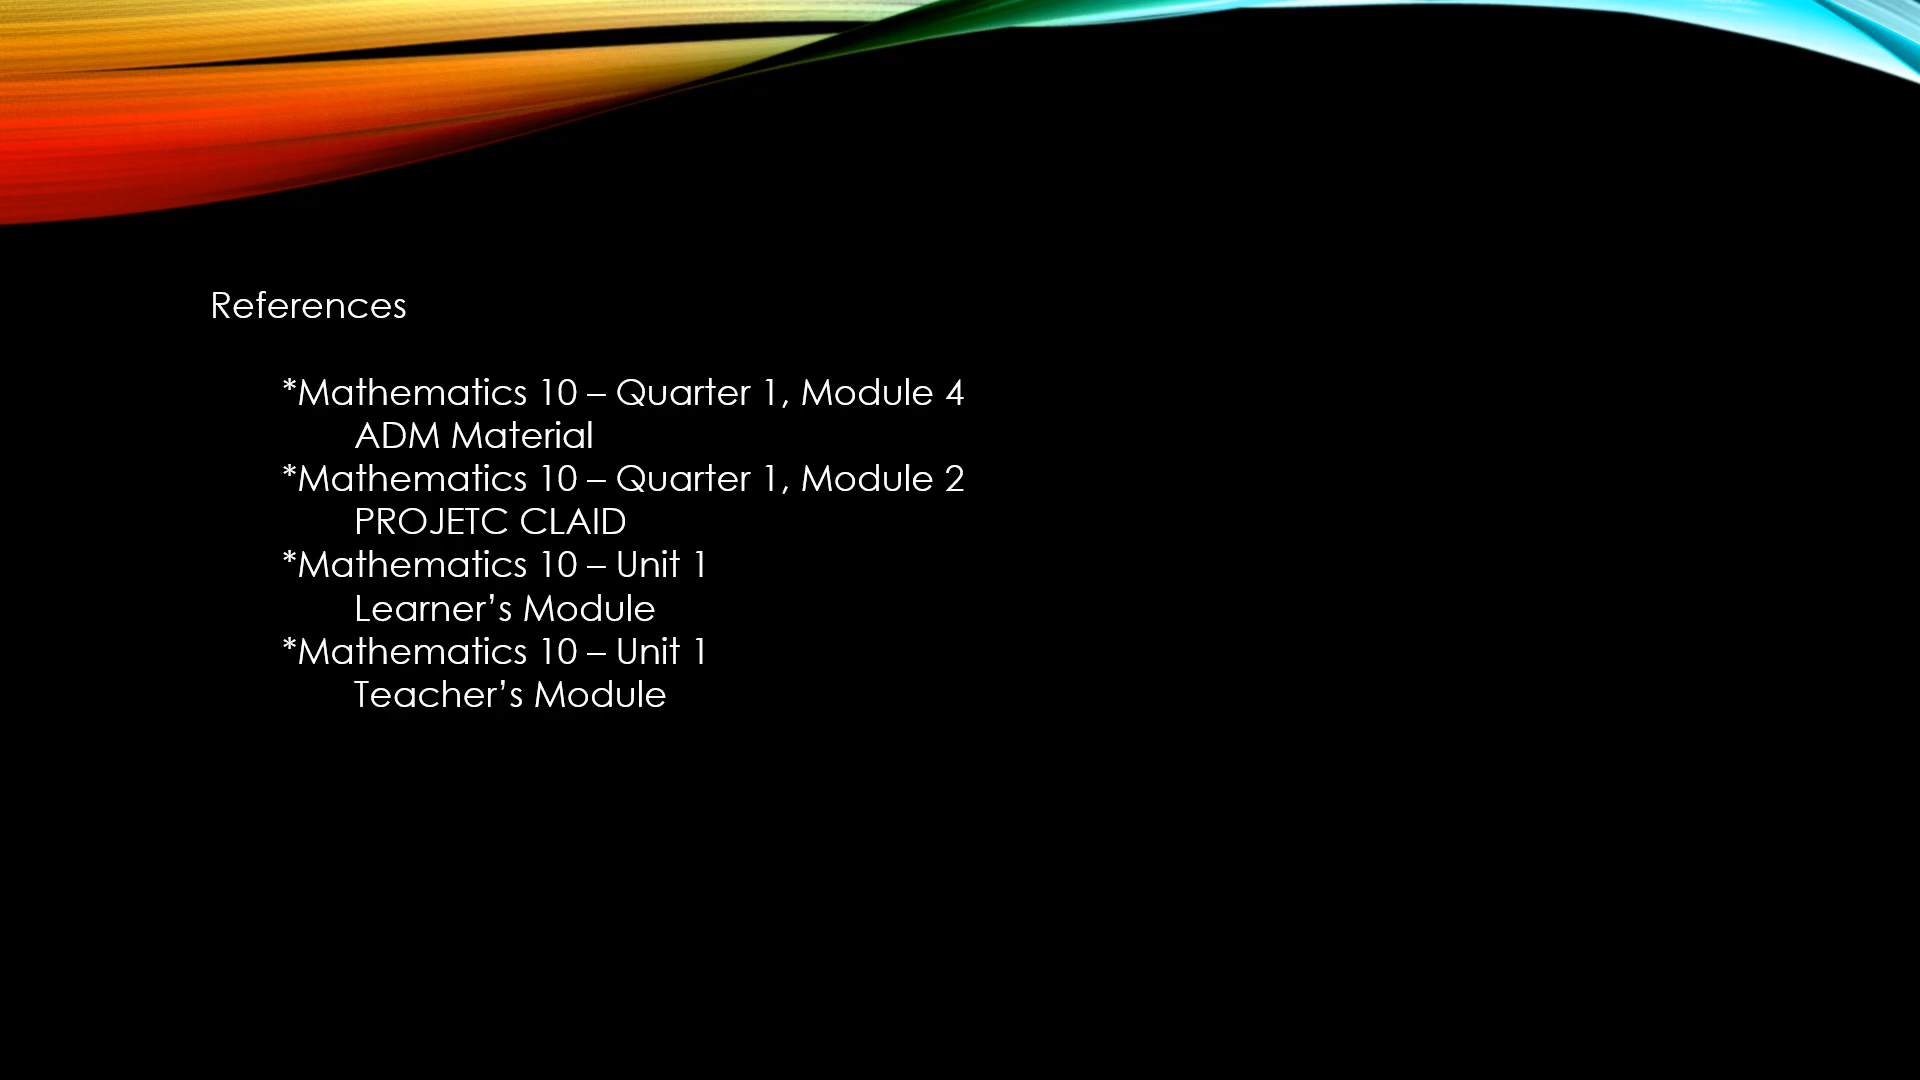 References
*Mathematics 10 – Quarter 1, Module 4
ADM Material
*Mathematics 10 – Quarter 1, Module 2
PROJETC CLAID
*Mathematics 10 – Unit 1
Learner’s Module
*Mathematics 10 – Unit 1
Teacher’s Module